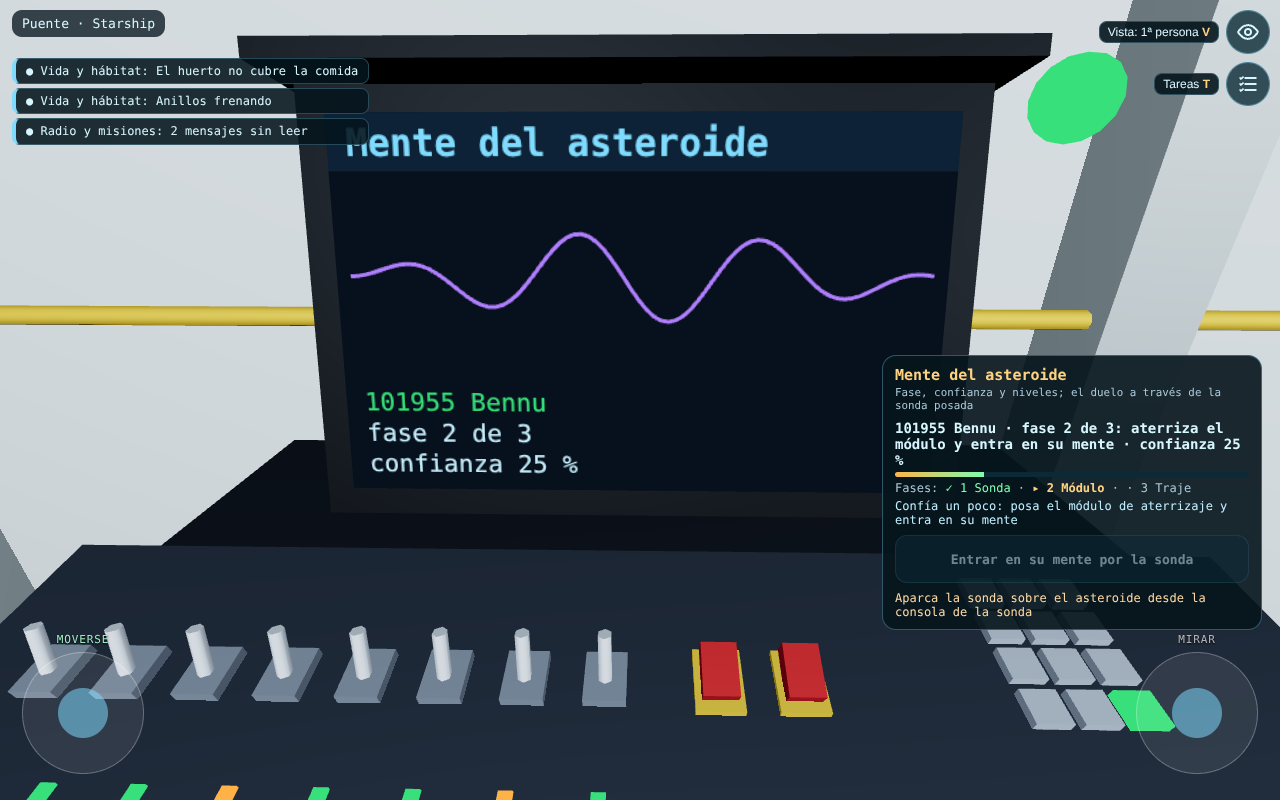 Puente · Starship
Vista: 1ª persona V
● Vida y hábitat: El huerto no cubre la comida
Tareas T
● Vida y hábitat: Anillos frenando
● Radio y misiones: 2 mensajes sin leer
Mente del asteroide
101955 Bennu
fase 2 de 3
confianza 25 %
Mente del asteroide
Fase, confianza y niveles; el duelo a través de la
sonda posada
101955 Bennu · fase 2 de 3: aterriza el
módulo y entra en su mente · confianza 25
%
Fases: ✓ 1 Sonda · ▸ 2 Módulo · · 3 Traje
Confía un poco: posa el módulo de aterrizaje y
entra en su mente
Entrar en su mente por la sonda
Aparca la sonda sobre el asteroide desde la
consola de la sonda
MOVERSE
MIRAR